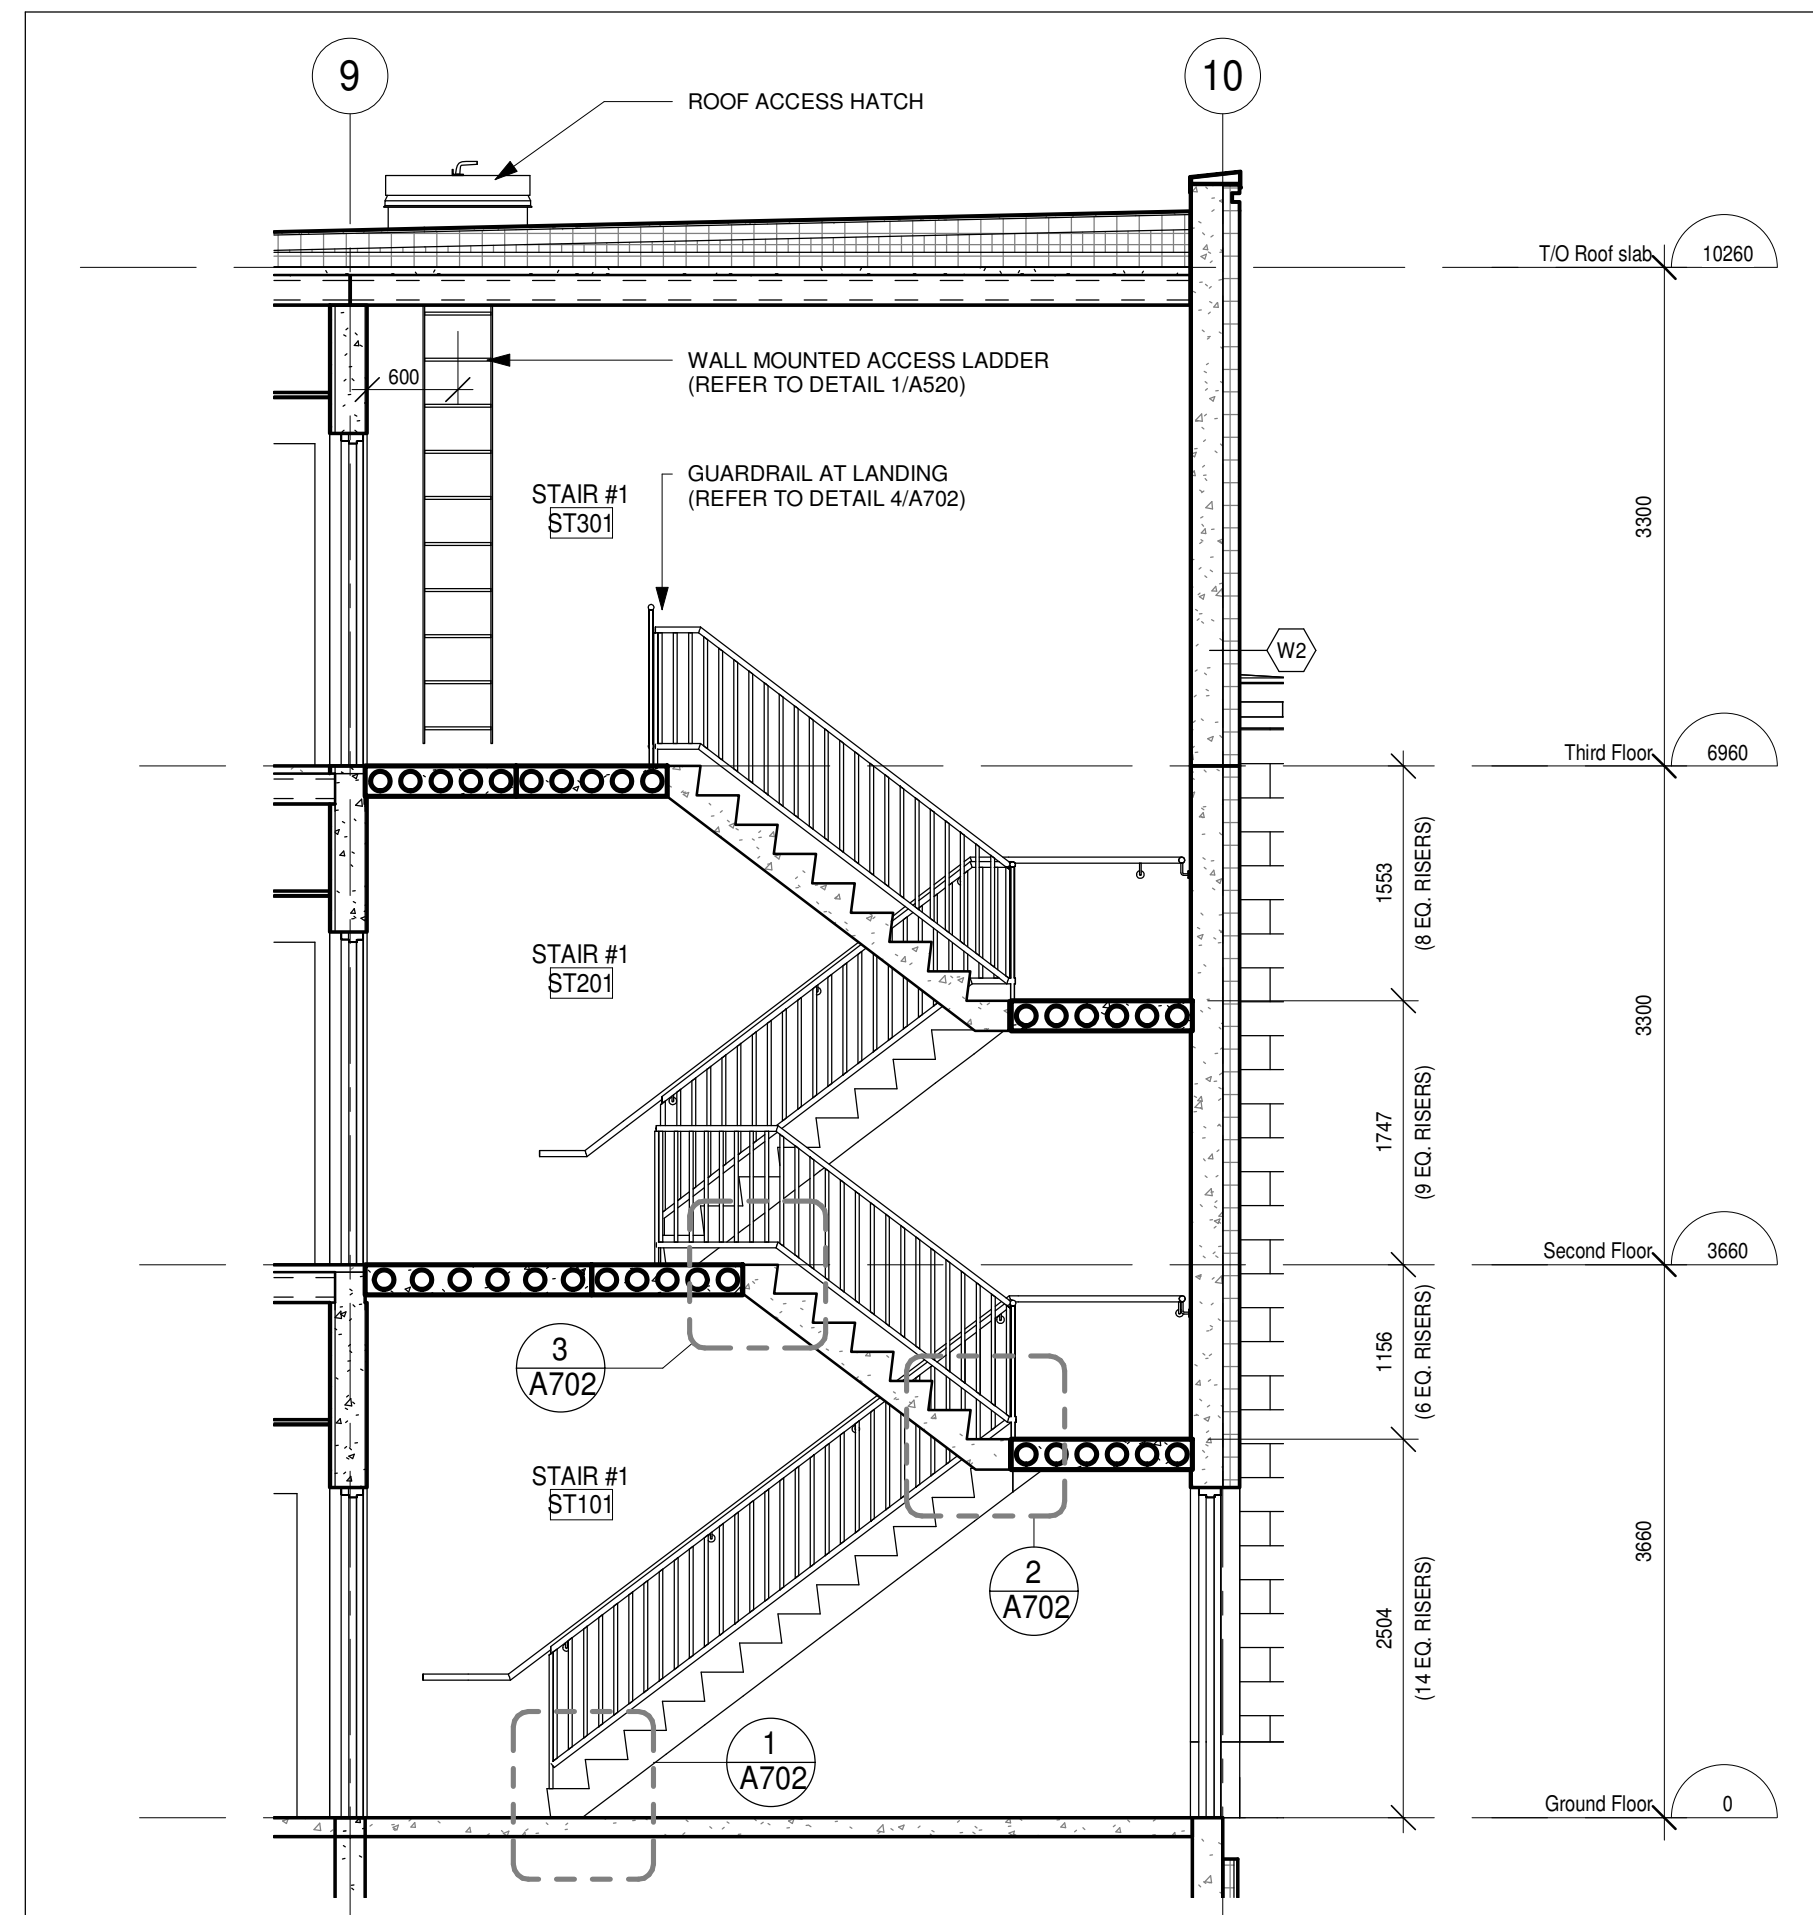 9
10
ROOF ACCESS HATCH
T/O Roof slab
10260
WALL MOUNTED ACCESS LADDER
(REFER TO DETAIL 1/A520)
600
GUARDRAIL AT LANDING
(REFER TO DETAIL 4/A702)
STAIR #1
ST301
3300
W2
Third Floor
6960
1553
(8 EQ. RISERS)
STAIR #1
ST201
3300
1747
(9 EQ. RISERS)
Second Floor
3660
1156
(6 EQ. RISERS)
3
A702
STAIR #1
ST101
3660
2
A702
2504
(14 EQ. RISERS)
1
A702
Ground Floor
0